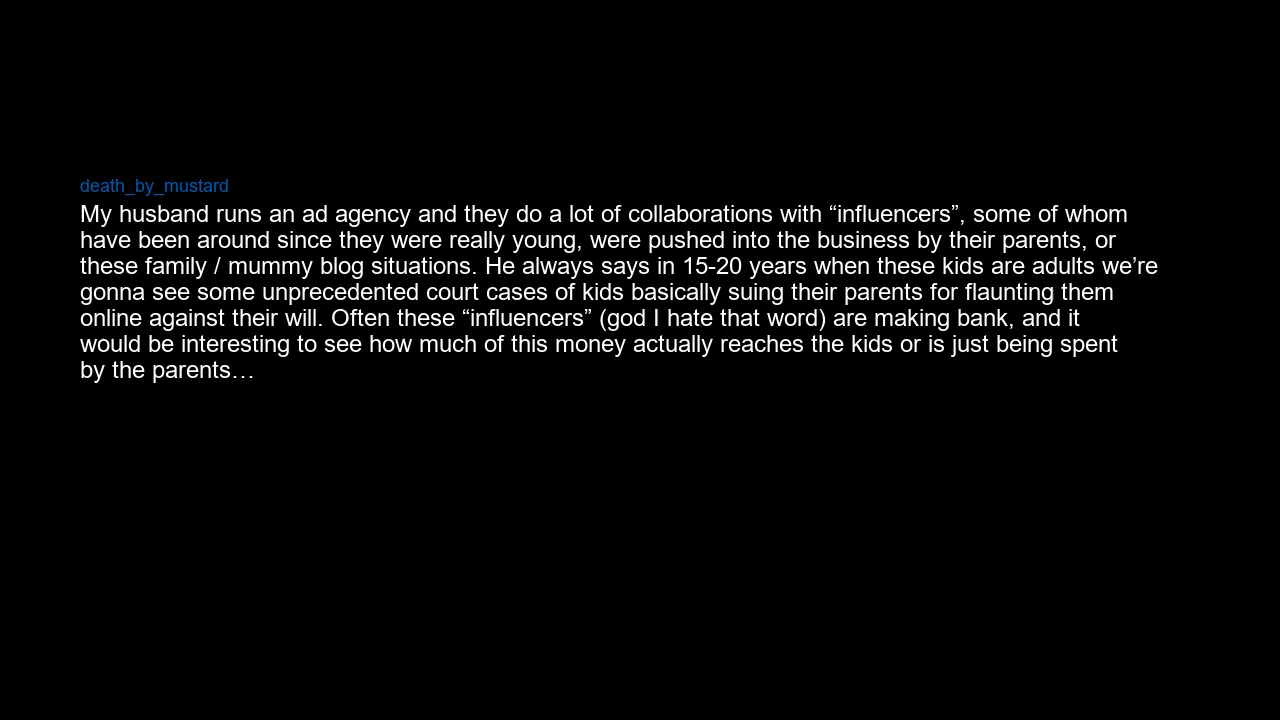 death_by_mustard
My husband runs an ad agency and they do a lot of collaborations with “influencers”, some of whom
have been around since they were really young, were pushed into the business by their parents, or
these family / mummy blog situations. He always says in 15-20 years when these kids are adults we’re
gonna see some unprecedented court cases of kids basically suing their parents for flaunting them
online against their will. Often these “influencers” (god I hate that word) are making bank, and it
would be interesting to see how much of this money actually reaches the kids or is just being spent
by the parents…